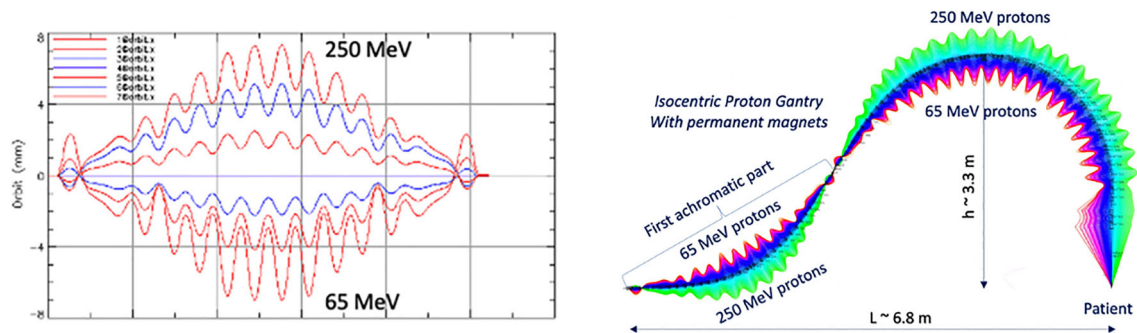 8
4
0
-4
-8
Orbit (mm)
250 MeV
65 MeV
Isocentric Proton Gantry
With permanent magnets
First achromatic part
65 MeV protons
250 MeV protons
250 MeV protons
65 MeV protons
h ~ 3.3 m
L ~ 6.8 m
Patient